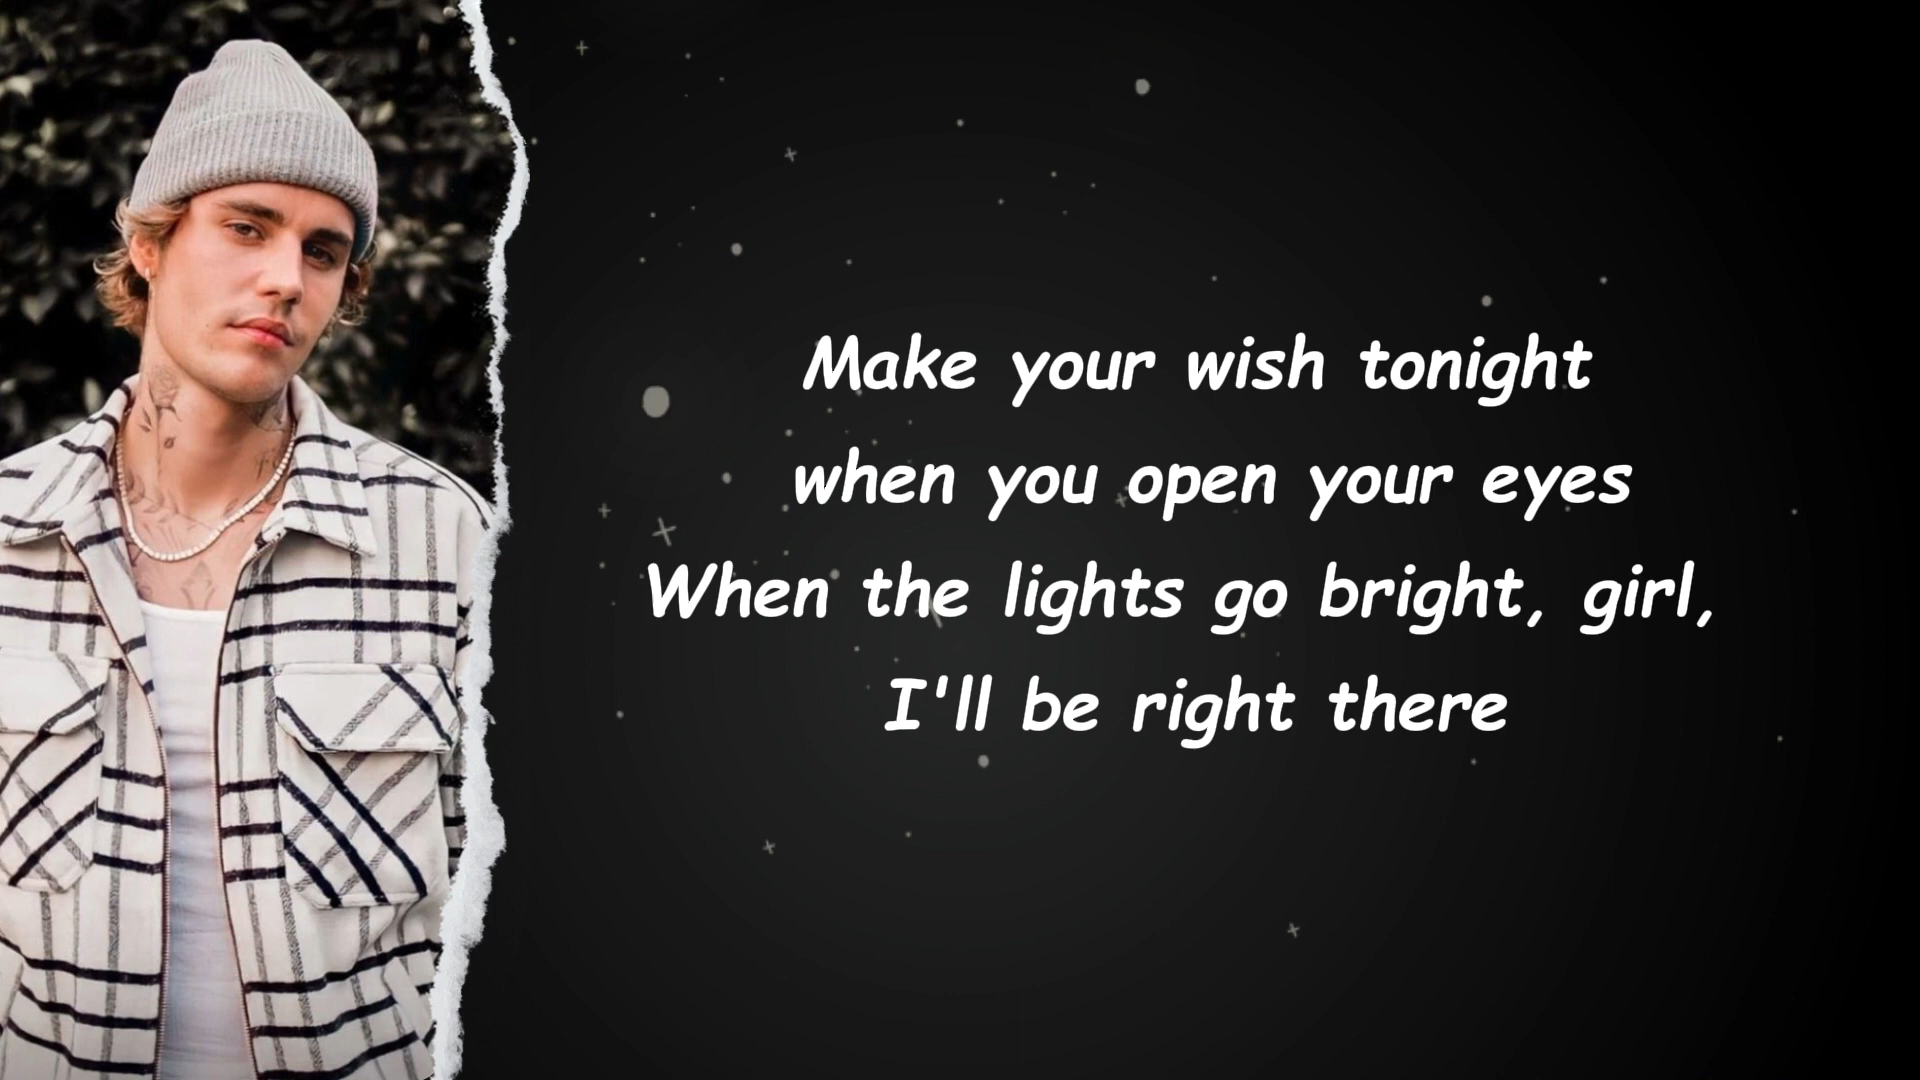 Make your wish tonight
when you open your eyes
When the lights go bright, girl,
I'll be right there